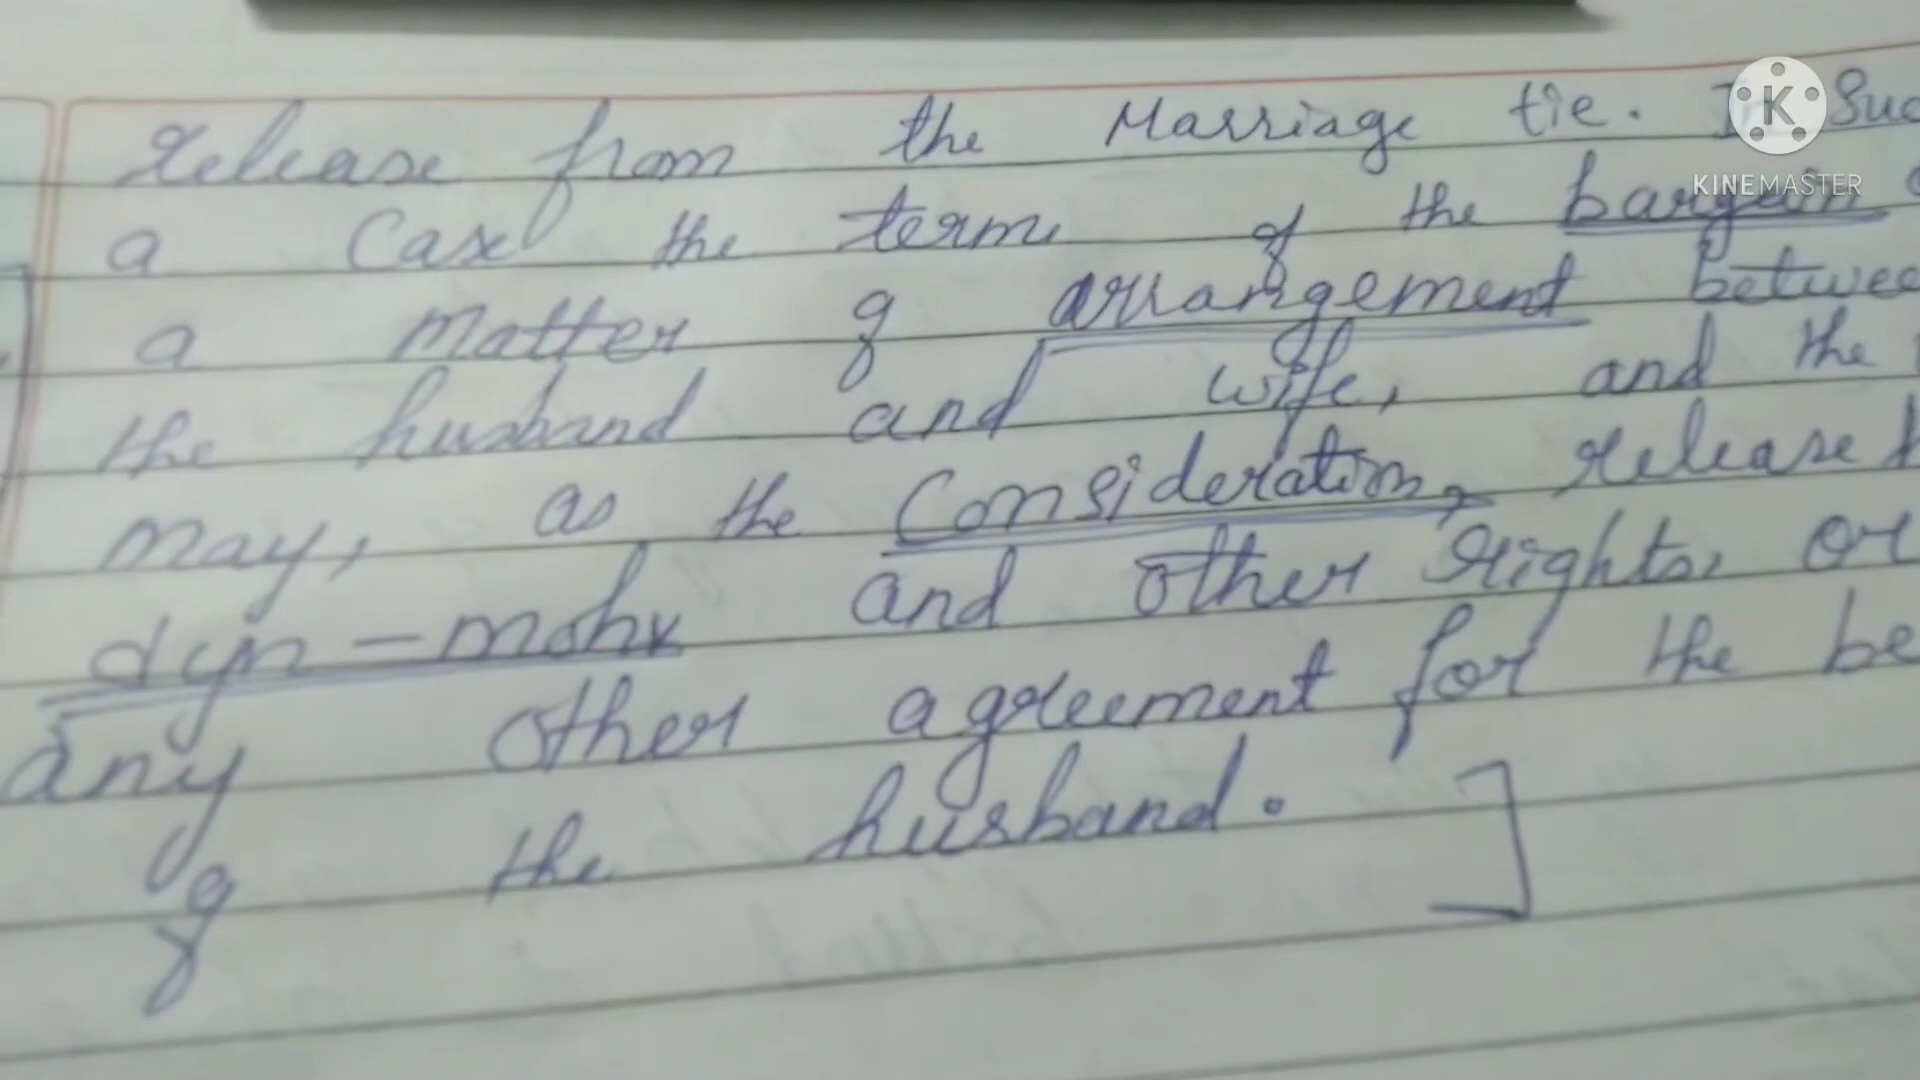 release from the Marriage tie. In Suc
a Case the term of the bargain
a matter of arrangement betwee
the husband and wife, and the
may, as the Consideration, release h
dyn-mohr and other rights, or
any other agreement for the be
of the husband.
KINEMASTER